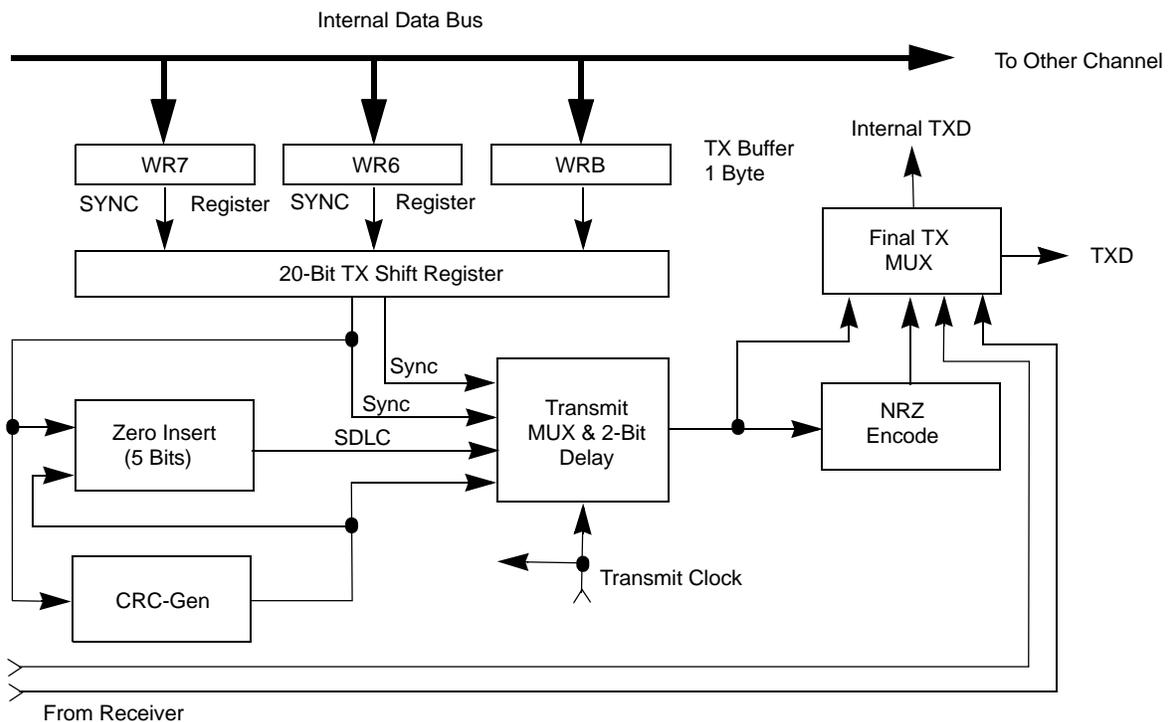 Internal Data Bus
To Other Channel
Internal TXD
TX Buffer
1 Byte
WR7
WR6
WRB
SYNC Register
SYNC Register
Final TX
MUX
TXD
20-Bit TX Shift Register
Sync
Sync
SDLC
Transmit
MUX & 2-Bit
Delay
NRZ
Encode
Zero Insert
(5 Bits)
Transmit Clock
CRC-Gen
From Receiver